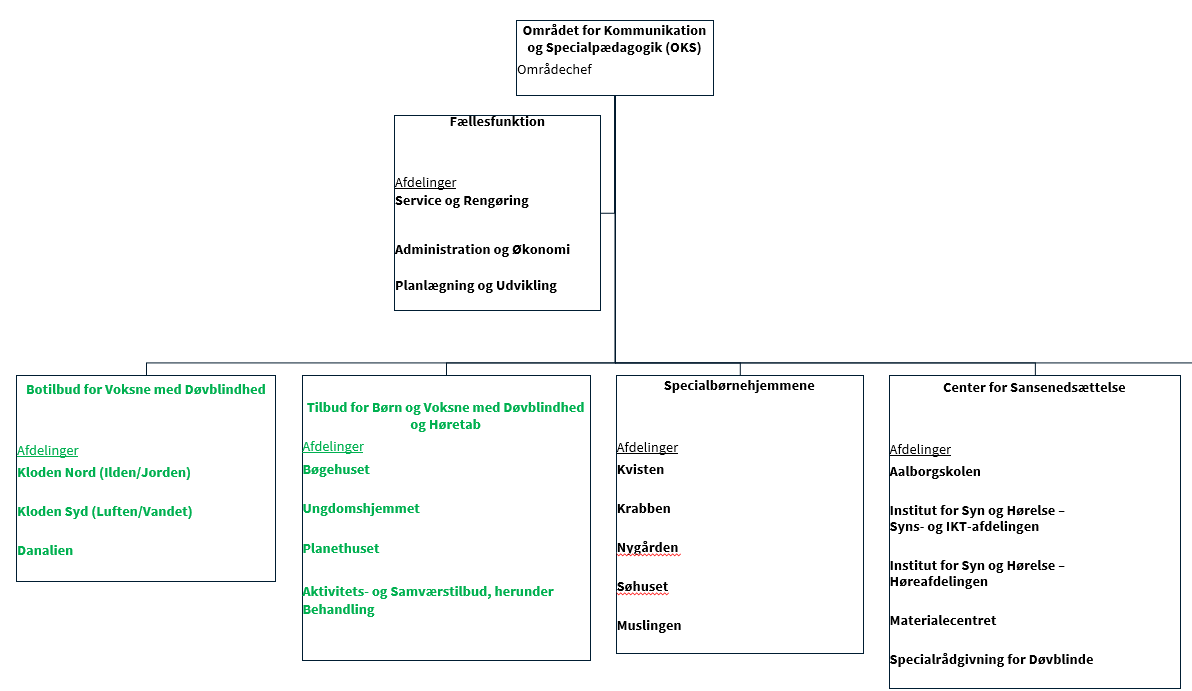 Området for Kommunikation
og Specialpædagogik (OKS)
Områdechef
Fællesfunktion
Afdelinger
Service og Rengøring
Administration og Økonomi
Planlægning og Udvikling
Botilbud for Voksne med Døvblindhed
Afdelinger
Kloden Nord (Ilden/Jorden)
Kloden Syd (Luften/Vandet)
Danalien
Tilbud for Børn og Voksne med Døvblindhed
og Høretab
Afdelinger
Bøgehuset
Ungdomshjemmet
Planethuset
Aktivitets- og Samværstilbud, herunder
Behandling
Specialbørnehjemmene
Afdelinger
Kvisten
Krabben
Nygården
Søhuset
Muslingen
Center for Sansenedsættelse
Afdelinger
Aalborgskolen
Institut for Syn og Hørelse –
Syns- og IKT-afdelingen
Institut for Syn og Hørelse –
Høreafdelingen
Materialecentret
Specialrådgivning for Døvblinde